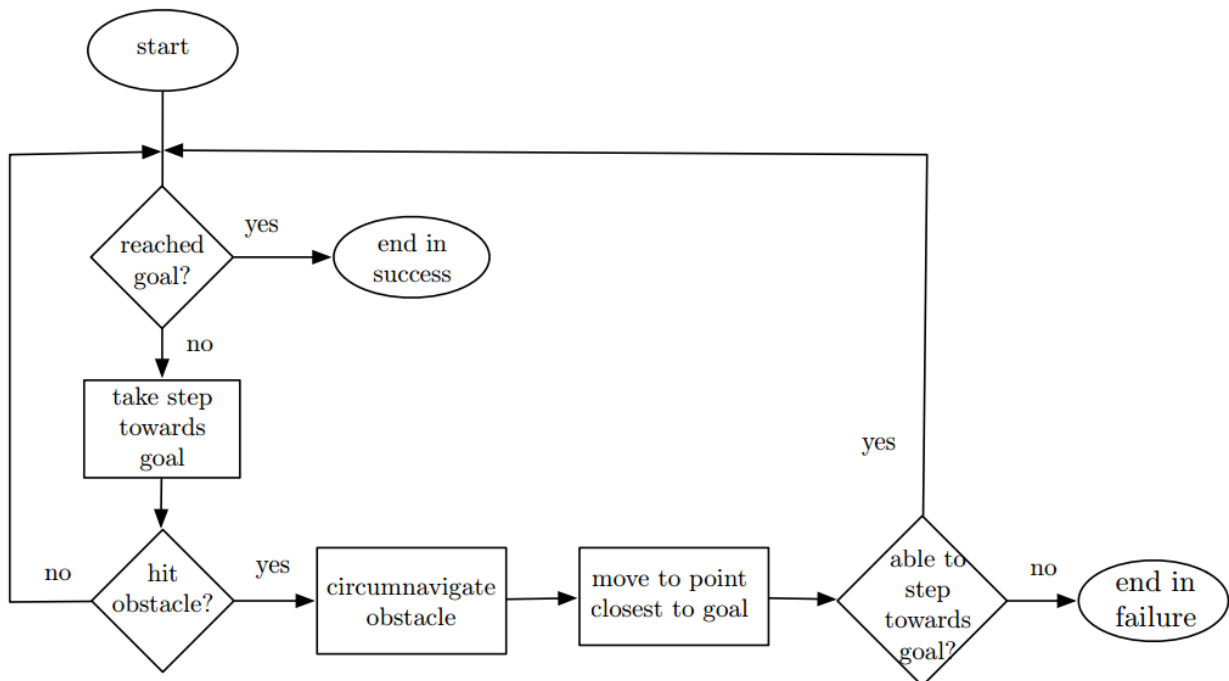 start
reached
goal?
yes
end in
success
no
take step
towards
goal
hit
obstacle?
no
yes
circumnavigate
obstacle
move to point
closest to goal
able to
step
towards
goal?
yes
no
end in
failure